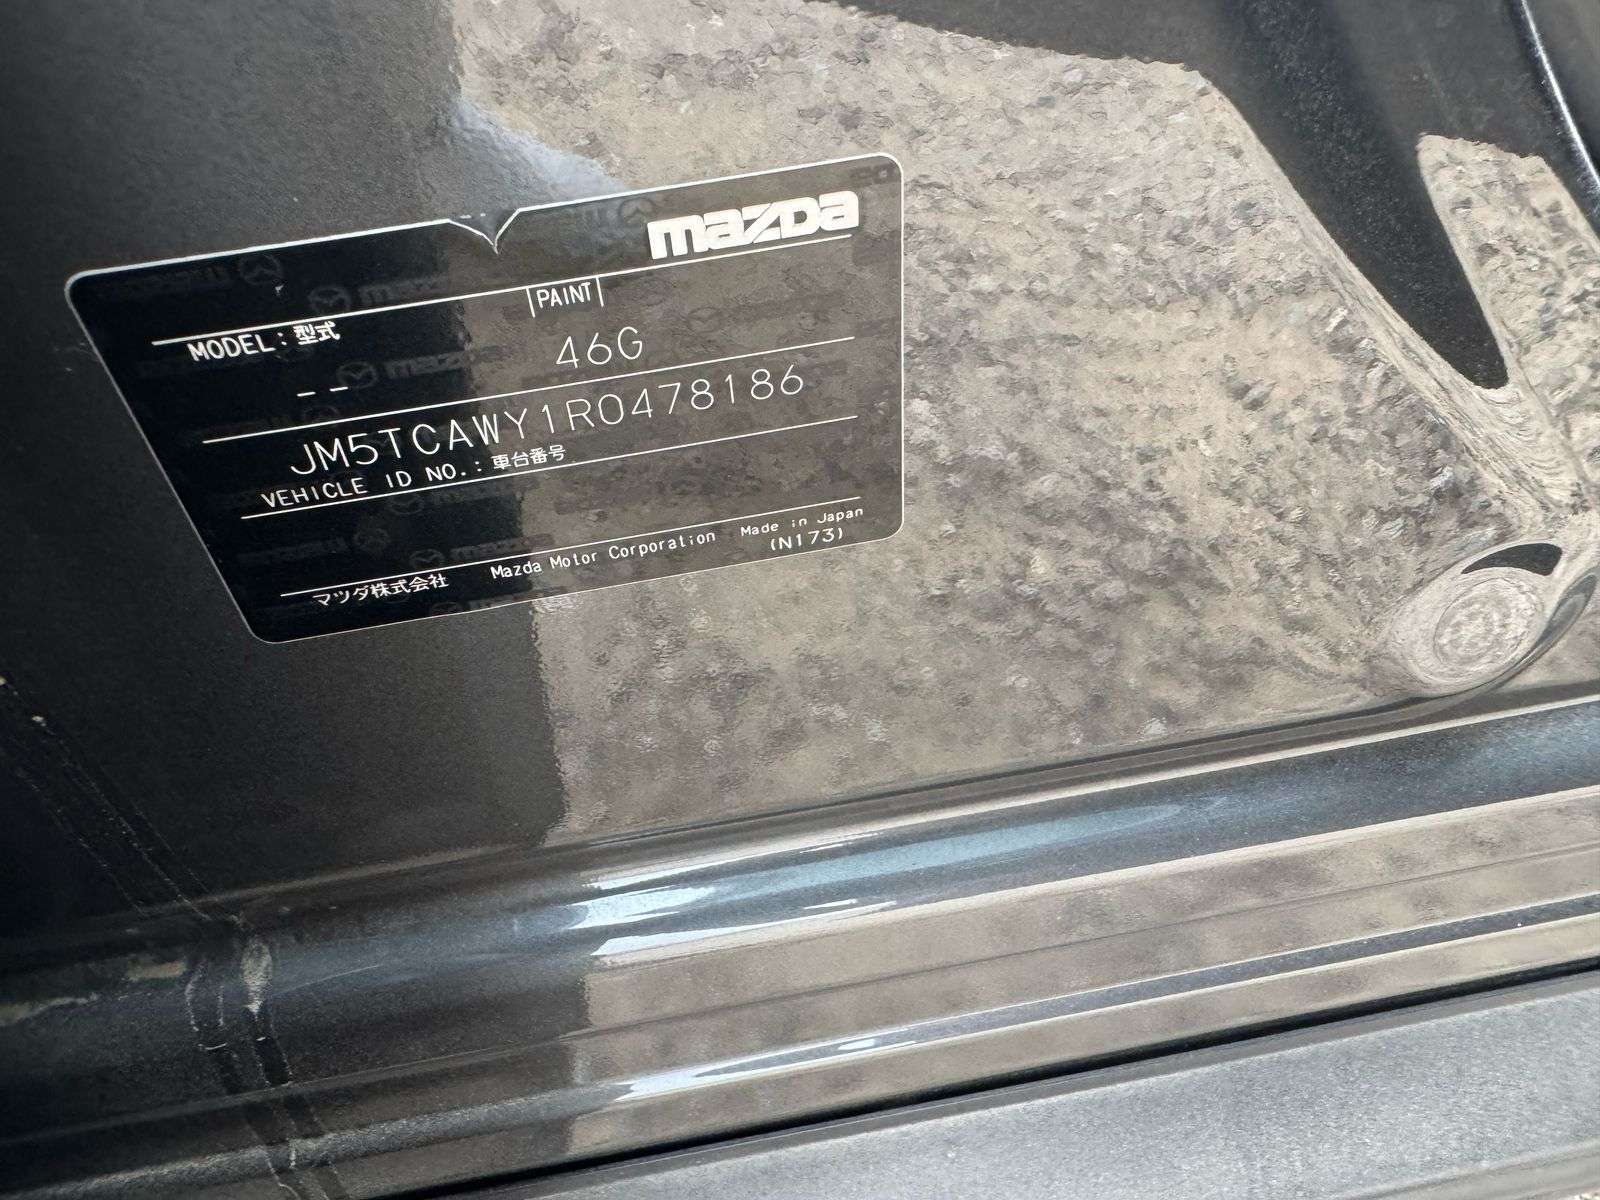 mazda
PAINT
MODEL:型式
46G
--
JM5TCAWY1R0478186
VEHICLE ID NO.:車台番号
Made in Japan
マツダ株式会社 Mazda Motor Corporation (N173)